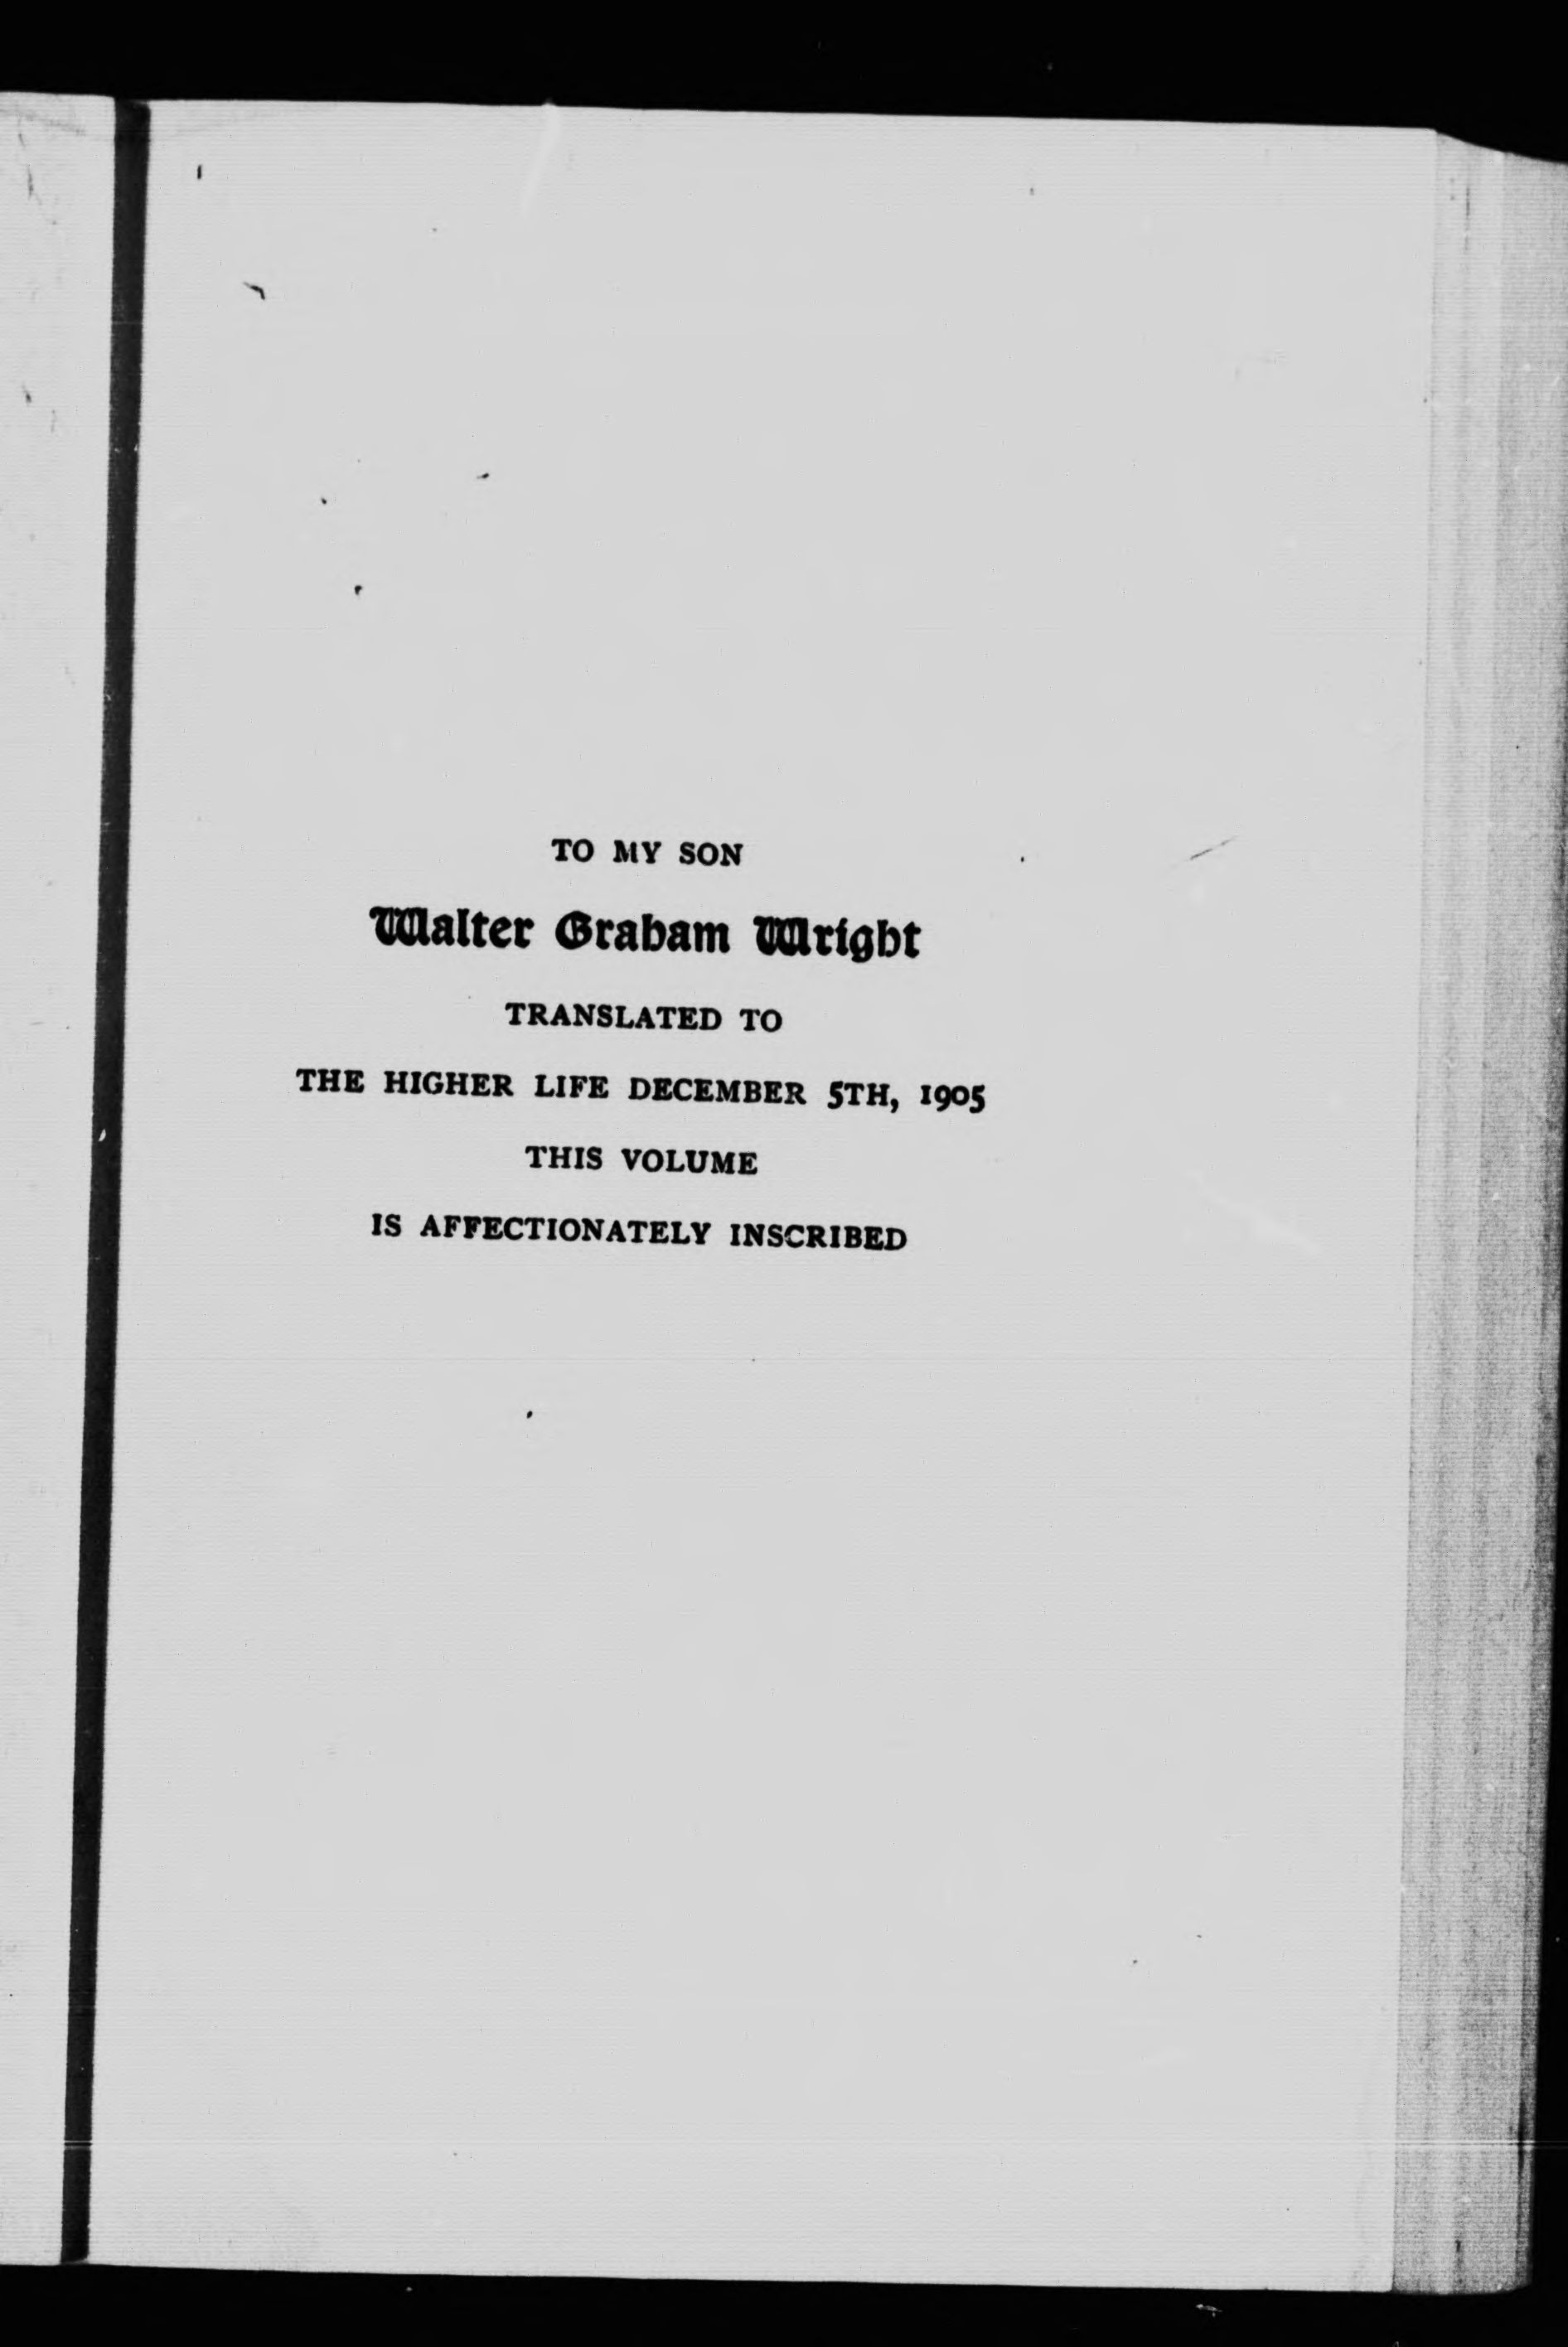 TO MY SON
Walter Graham Wright
TRANSLATED TO
THE HIGHER LIFE DECEMBER 5TH, 1905
THIS VOLUME
IS AFFECTIONATELY INSCRIBED